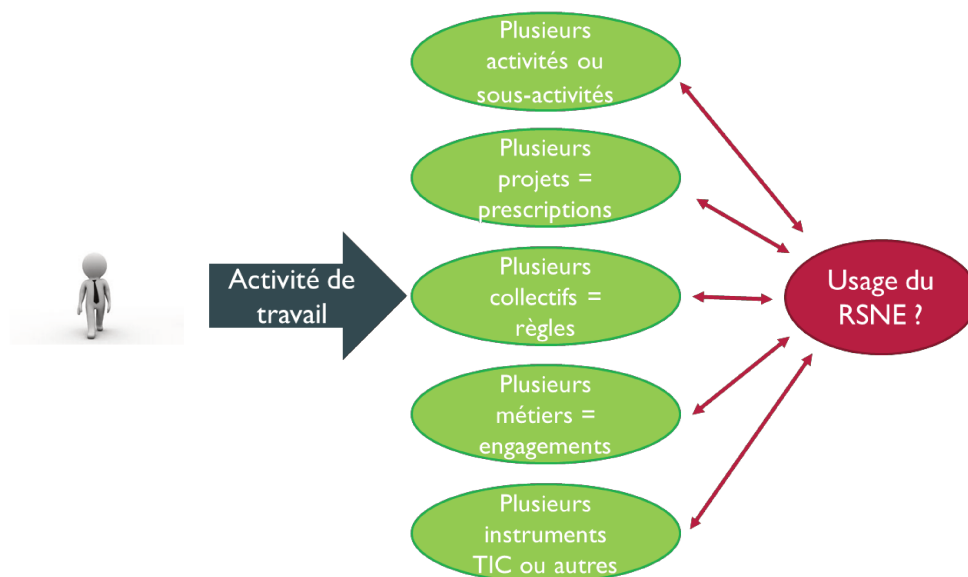 Plusieurs
activités ou
sous-activités
Plusieurs
projets =
prescriptions
Activité de
travail
Plusieurs
collectifs =
règles
Usage du
RSNE ?
Plusieurs
métiers =
engagements
Plusieurs
instruments
TIC ou autres